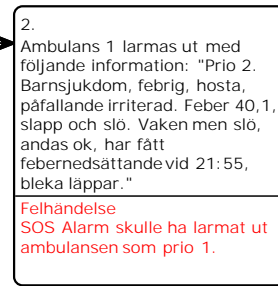 2.
Ambulans 1 larmas ut med
följande information: "Prio 2.
Barnsjukdom, febrig, hosta,
påfallande irriterad. Feber 40,1,
slapp och slö. Vaken men slö,
andas ok, har fått
febernedsättande vid 21:55,
bleka läppar."
Felhändelse
SOS Alarm skulle ha larmat ut
ambulansen som prio 1.